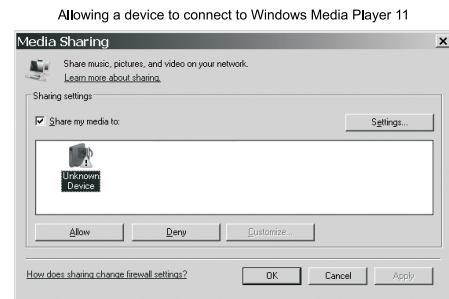 Allowing a device to connect to Windows Media Player 11
Media Sharing
Share music, pictures, and video on your network.
Learn more about sharing.
Sharing settings
Share my media to:
Settings...
Unknown
Device
Allow
Deny
Customize...
How does sharing change firewall settings?
OK
Cancel
Apply